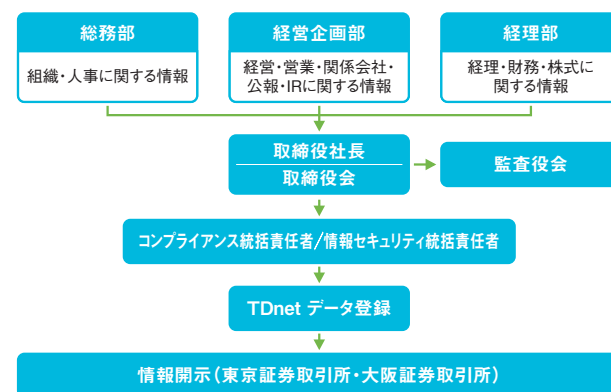 総務部
組織・人事に関する情報
経営企画部
経営・営業・関係会社・
公報・IRに関する情報
経理部
経理・財務・株式に
関する情報
取締役社長
取締役会
監査役会
コンプライアンス統括責任者/情報セキュリティ統括責任者
TDnet データ登録
情報開示(東京証券取引所・大阪証券取引所)